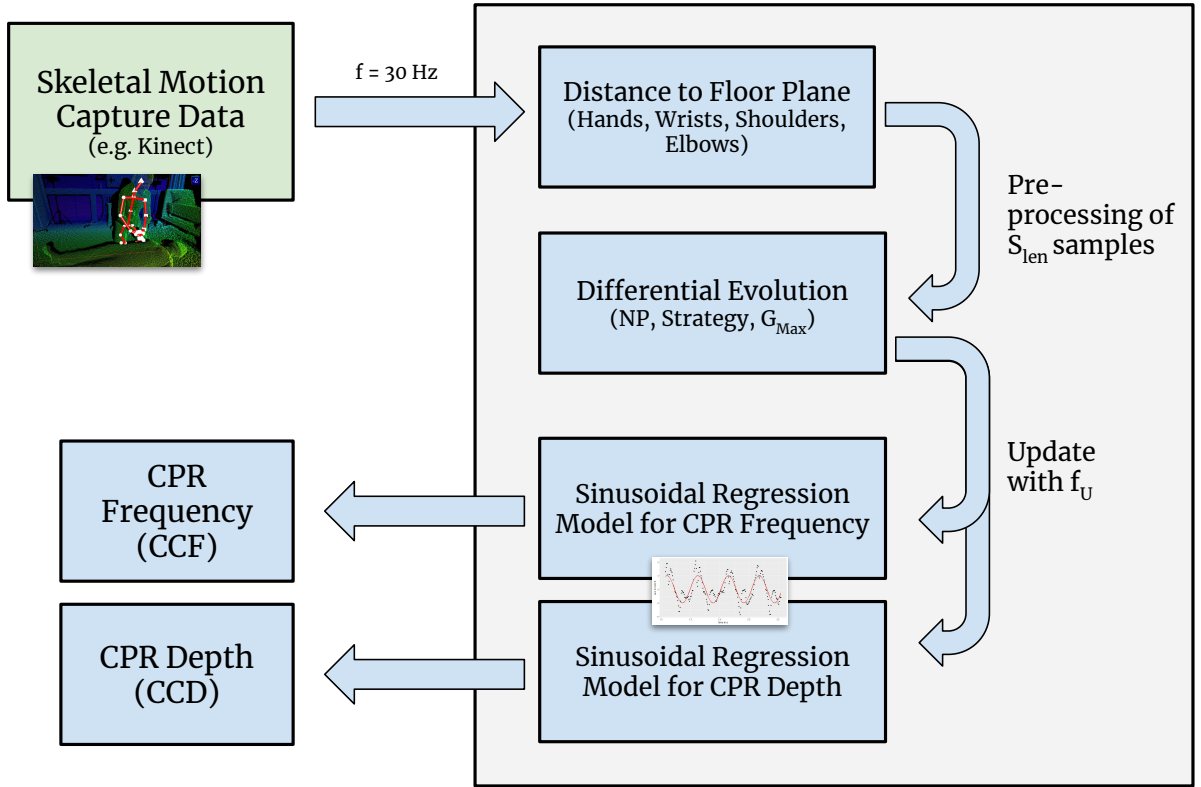 Skeletal Motion
Capture Data
(e.g. Kinect)
f = 30 Hz
Distance to Floor Plane
(Hands, Wrists, Shoulders,
Elbows)
Pre-
processing of
Slen samples
Differential Evolution
(NP, Strategy, GMax)
Update
with fU
Sinusoidal Regression
Model for CPR Frequency
CPR
Frequency
(CCF)
Sinusoidal Regression
Model for CPR Depth
CPR Depth
(CCD)